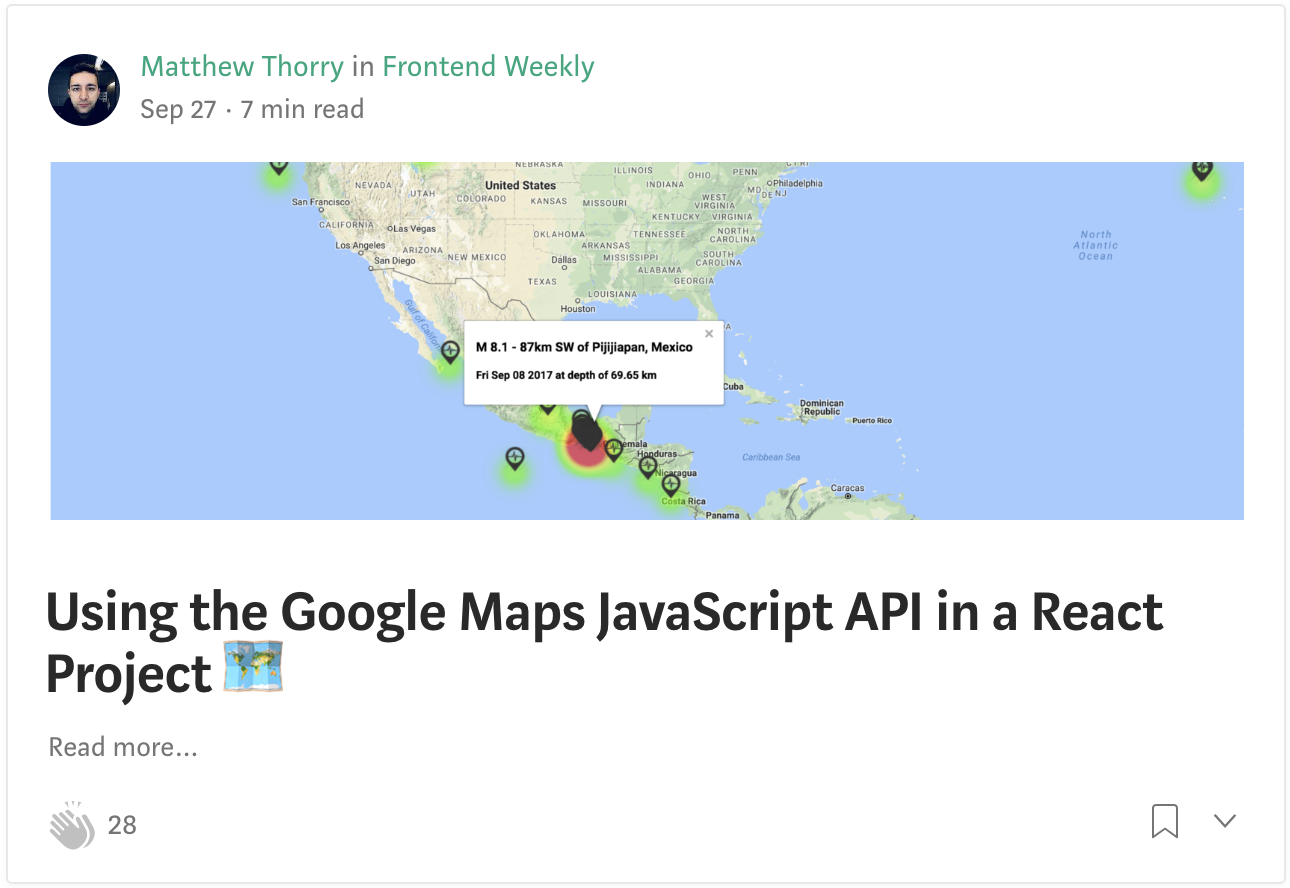 Matthew Thorry in Frontend Weekly
Sep 27 · 7 min read
NEBRASKA
ILLINOIS
OHIO
PENN
NEVADA
UTAH
United States
INDIANA
MD
DE NJ
Philadelphia
San Francisco
COLORADO
KANSAS
MISSOURI
WEST
VIRGINIA
KENTUCKY
VIRGINIA
CALIFORNIA
Las Vegas
OKLAHOMA
TENNESSEE
NORTH
CAROLINA
North
Atlantic
Ocean
Los Angeles
ARIZONA
NEW MEXICO
ARKANSAS
MISSISSIPPI
SOUTH
CAROLINA
San Diego
Dallas
ALABAMA
TEXAS
GEORGIA
LOUISIANA
Houston
Gulf of Californ
M 8.1 - 87km SW of Pijijiapan, Mexico
Fri Sep 08 2017 at depth of 69.65 km
Cuba
Dominican
Republic
Puerto Rico
emala
Honduras
Caribbean Sea
Nicaragua
Caracas
Costa Rica
Panama
Using the Google Maps JavaScript API in a React
Project
Read more...
28